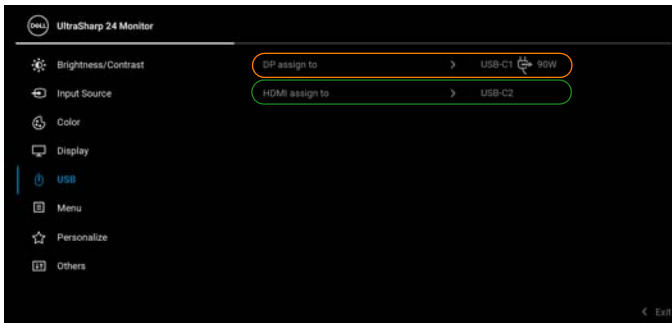 DELL UltraSharp 24 Monitor
Brightness/Contrast DP assign to > USB-C1 90W
Input Source HDMI assign to > USB-C2
Color
Display
USB
Menu
Personalize
Others
< Exit